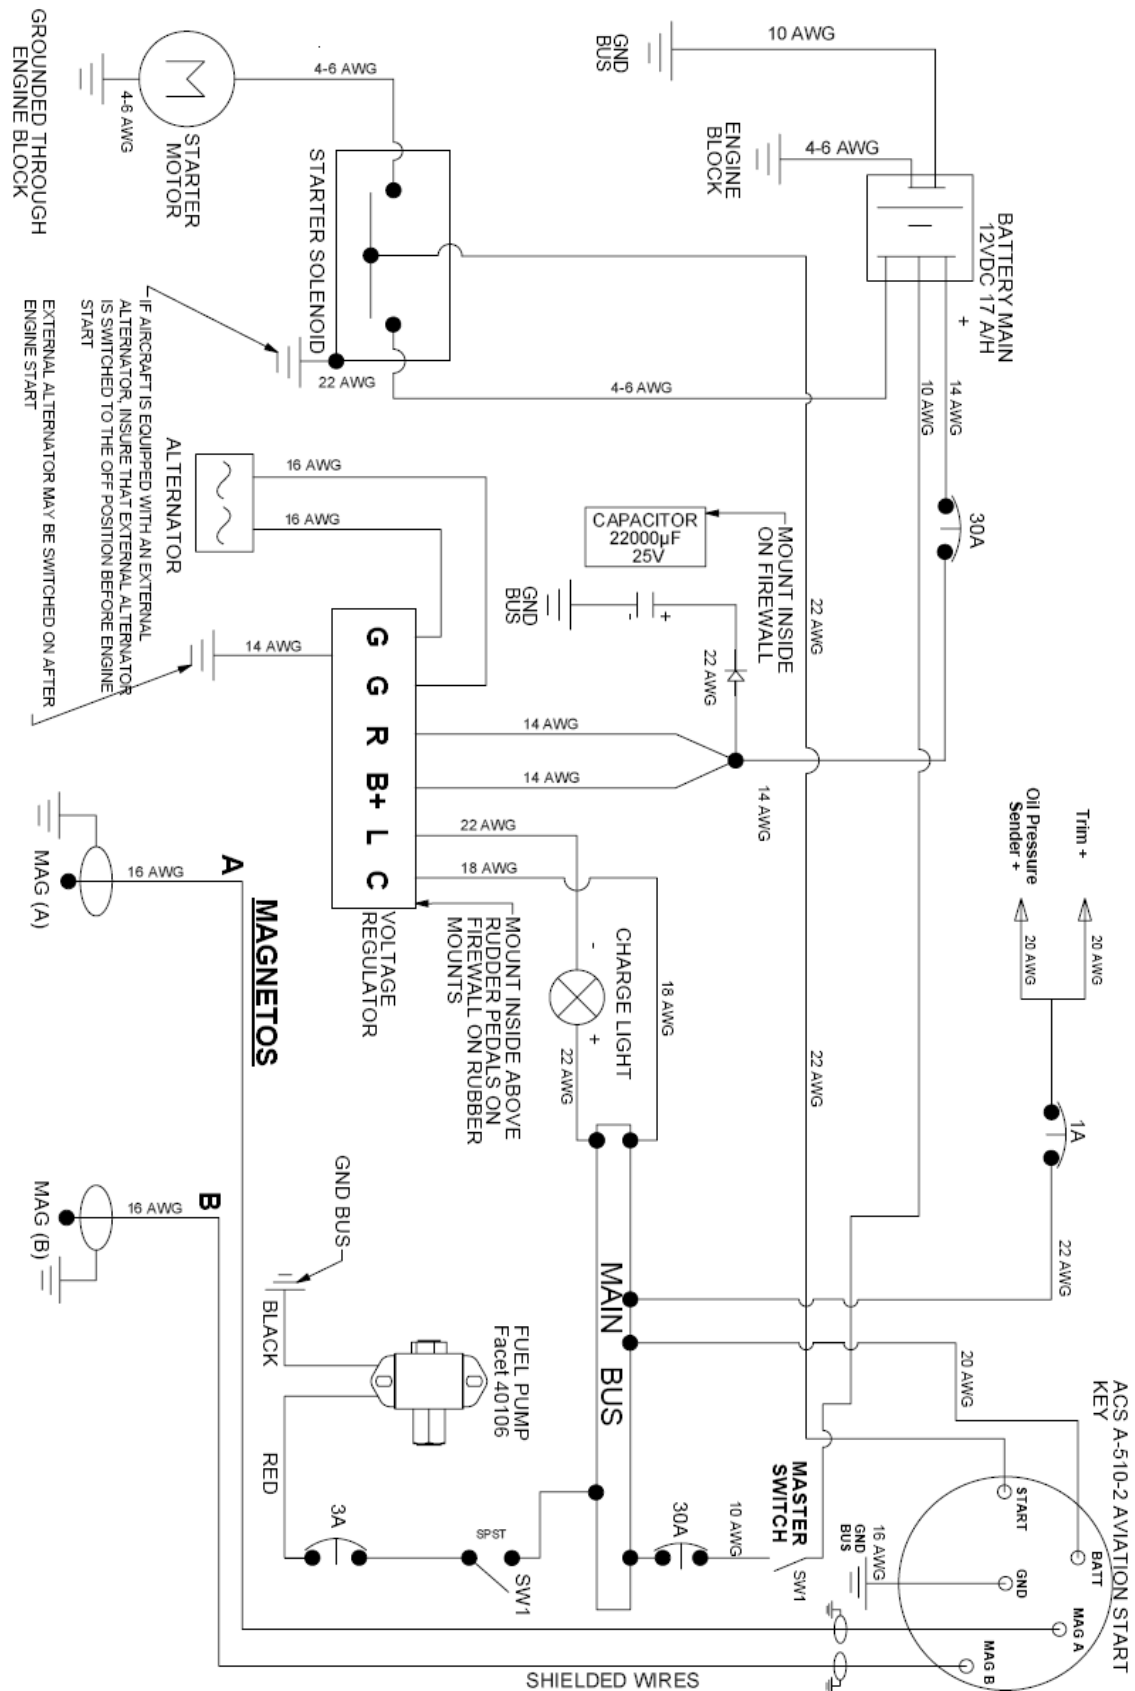 10 AWG
GND
BUS
4-6 AWG
ENGINE
BLOCK
BATTERY MAIN
12VDC 17 A/H
+
4-6 AWG
M
STARTER
MOTOR
4-6 AWG
GROUNDED THROUGH
ENGINE BLOCK
STARTER SOLENOID
22 AWG
4-6 AWG
10 AWG
14 AWG
30A
IF AIRCRAFT IS EQUIPPED WITH AN EXTERNAL
ALTERNATOR, INSURE THAT EXTERNAL ALTERNATOR
IS SWITCHED TO THE OFF POSITION BEFORE ENGINE
START
EXTERNAL ALTERNATOR MAY BE SWITCHED ON AFTER
ENGINE START
ALTERNATOR
16 AWG
16 AWG
CAPACITOR
22000µF
25V
MOUNT INSIDE
ON FIREWALL
22 AWG
GND
BUS
-
+
22 AWG
14 AWG
G
G
R
B+
L
C
14 AWG
14 AWG
14 AWG
22 AWG
18 AWG
VOLTAGE
REGULATOR
MOUNT INSIDE ABOVE
RUDDER PEDALS ON
FIREWALL ON RUBBER
MOUNTS
CHARGE LIGHT
-
+
22 AWG
18 AWG
22 AWG
Trim +
Oil Pressure
Sender +
20 AWG
20 AWG
1A
22 AWG
MAG (A)
16 AWG
A
MAGNETOS
MAG (B)
16 AWG
B
GND BUS
BLACK
FUEL PUMP
Facet 40106
RED
3A
SPST
SW1
MAIN BUS
30A
10 AWG
MASTER
SWITCH
SW1
20 AWG
ACS A-510-2 AVIATION START
KEY
START
BATT
GND
MAG A
MAG B
16 AWG
GND
BUS
SHIELDED WIRES